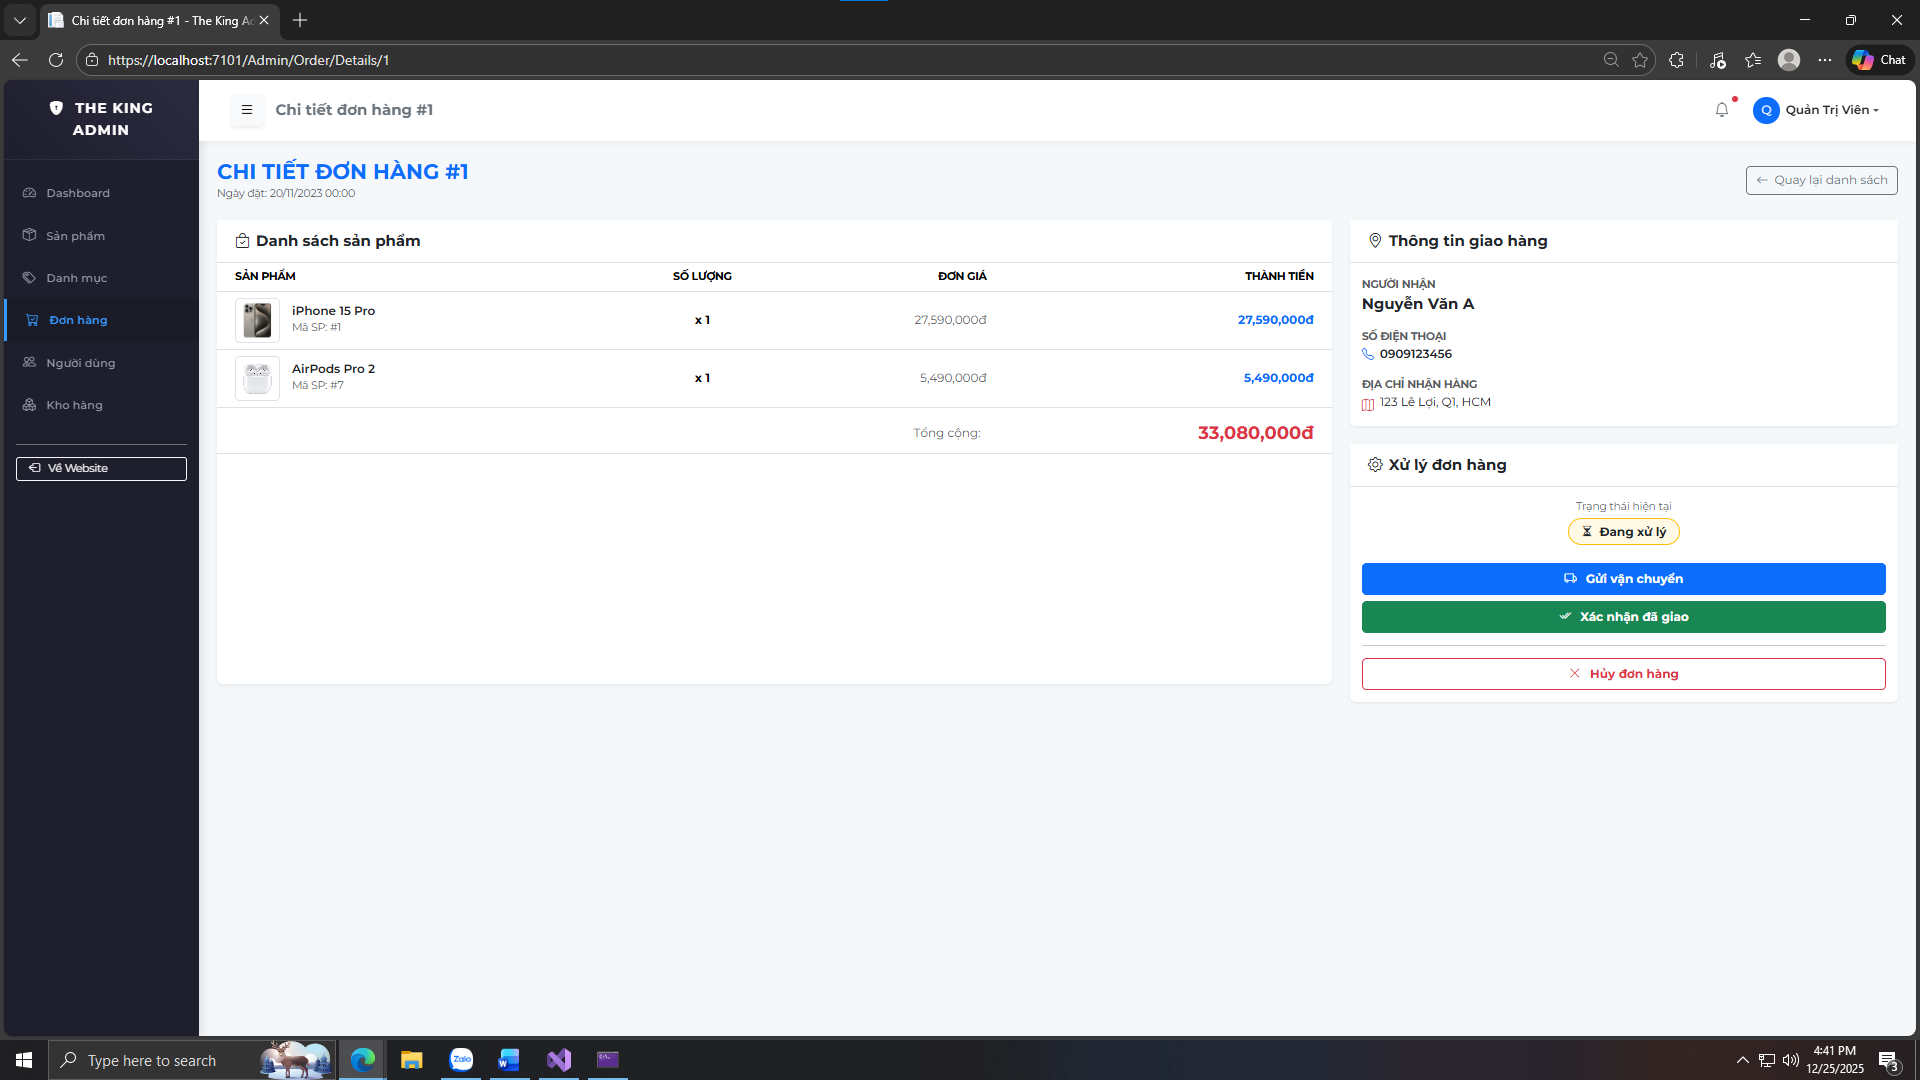 Chi tiết đơn hàng #1 - The King Ad
https://localhost:7101/Admin/Order/Details/1
Chat
THE KING
ADMIN
Dashboard
Sản phẩm
Danh mục
Đơn hàng
Người dùng
Kho hàng
Về Website
Chi tiết đơn hàng #1
Q
Quản Trị Viên
CHI TIẾT ĐƠN HÀNG #1
Ngày đặt: 20/11/2023 00:00
Quay lại danh sách
Danh sách sản phẩm
SẢN PHẨM SỐ LƯỢNG ĐƠN GIÁ THÀNH TIỀN
iPhone 15 Pro
Mã SP: #1
x 1 27,590,000đ 27,590,000đ
AirPods Pro 2
Mã SP: #7
x 1 5,490,000đ 5,490,000đ
Tổng cộng: 33,080,000đ
Thông tin giao hàng
NGƯỜI NHẬN
Nguyễn Văn A
SỐ ĐIỆN THOẠI
0909123456
ĐỊA CHỈ NHẬN HÀNG
123 Lê Lợi, Q1, HCM
Xử lý đơn hàng
Trạng thái hiện tại
Đang xử lý
Gửi vận chuyển
Xác nhận đã giao
Hủy đơn hàng
Type here to search
Zalo
4:41 PM
12/25/2025
3